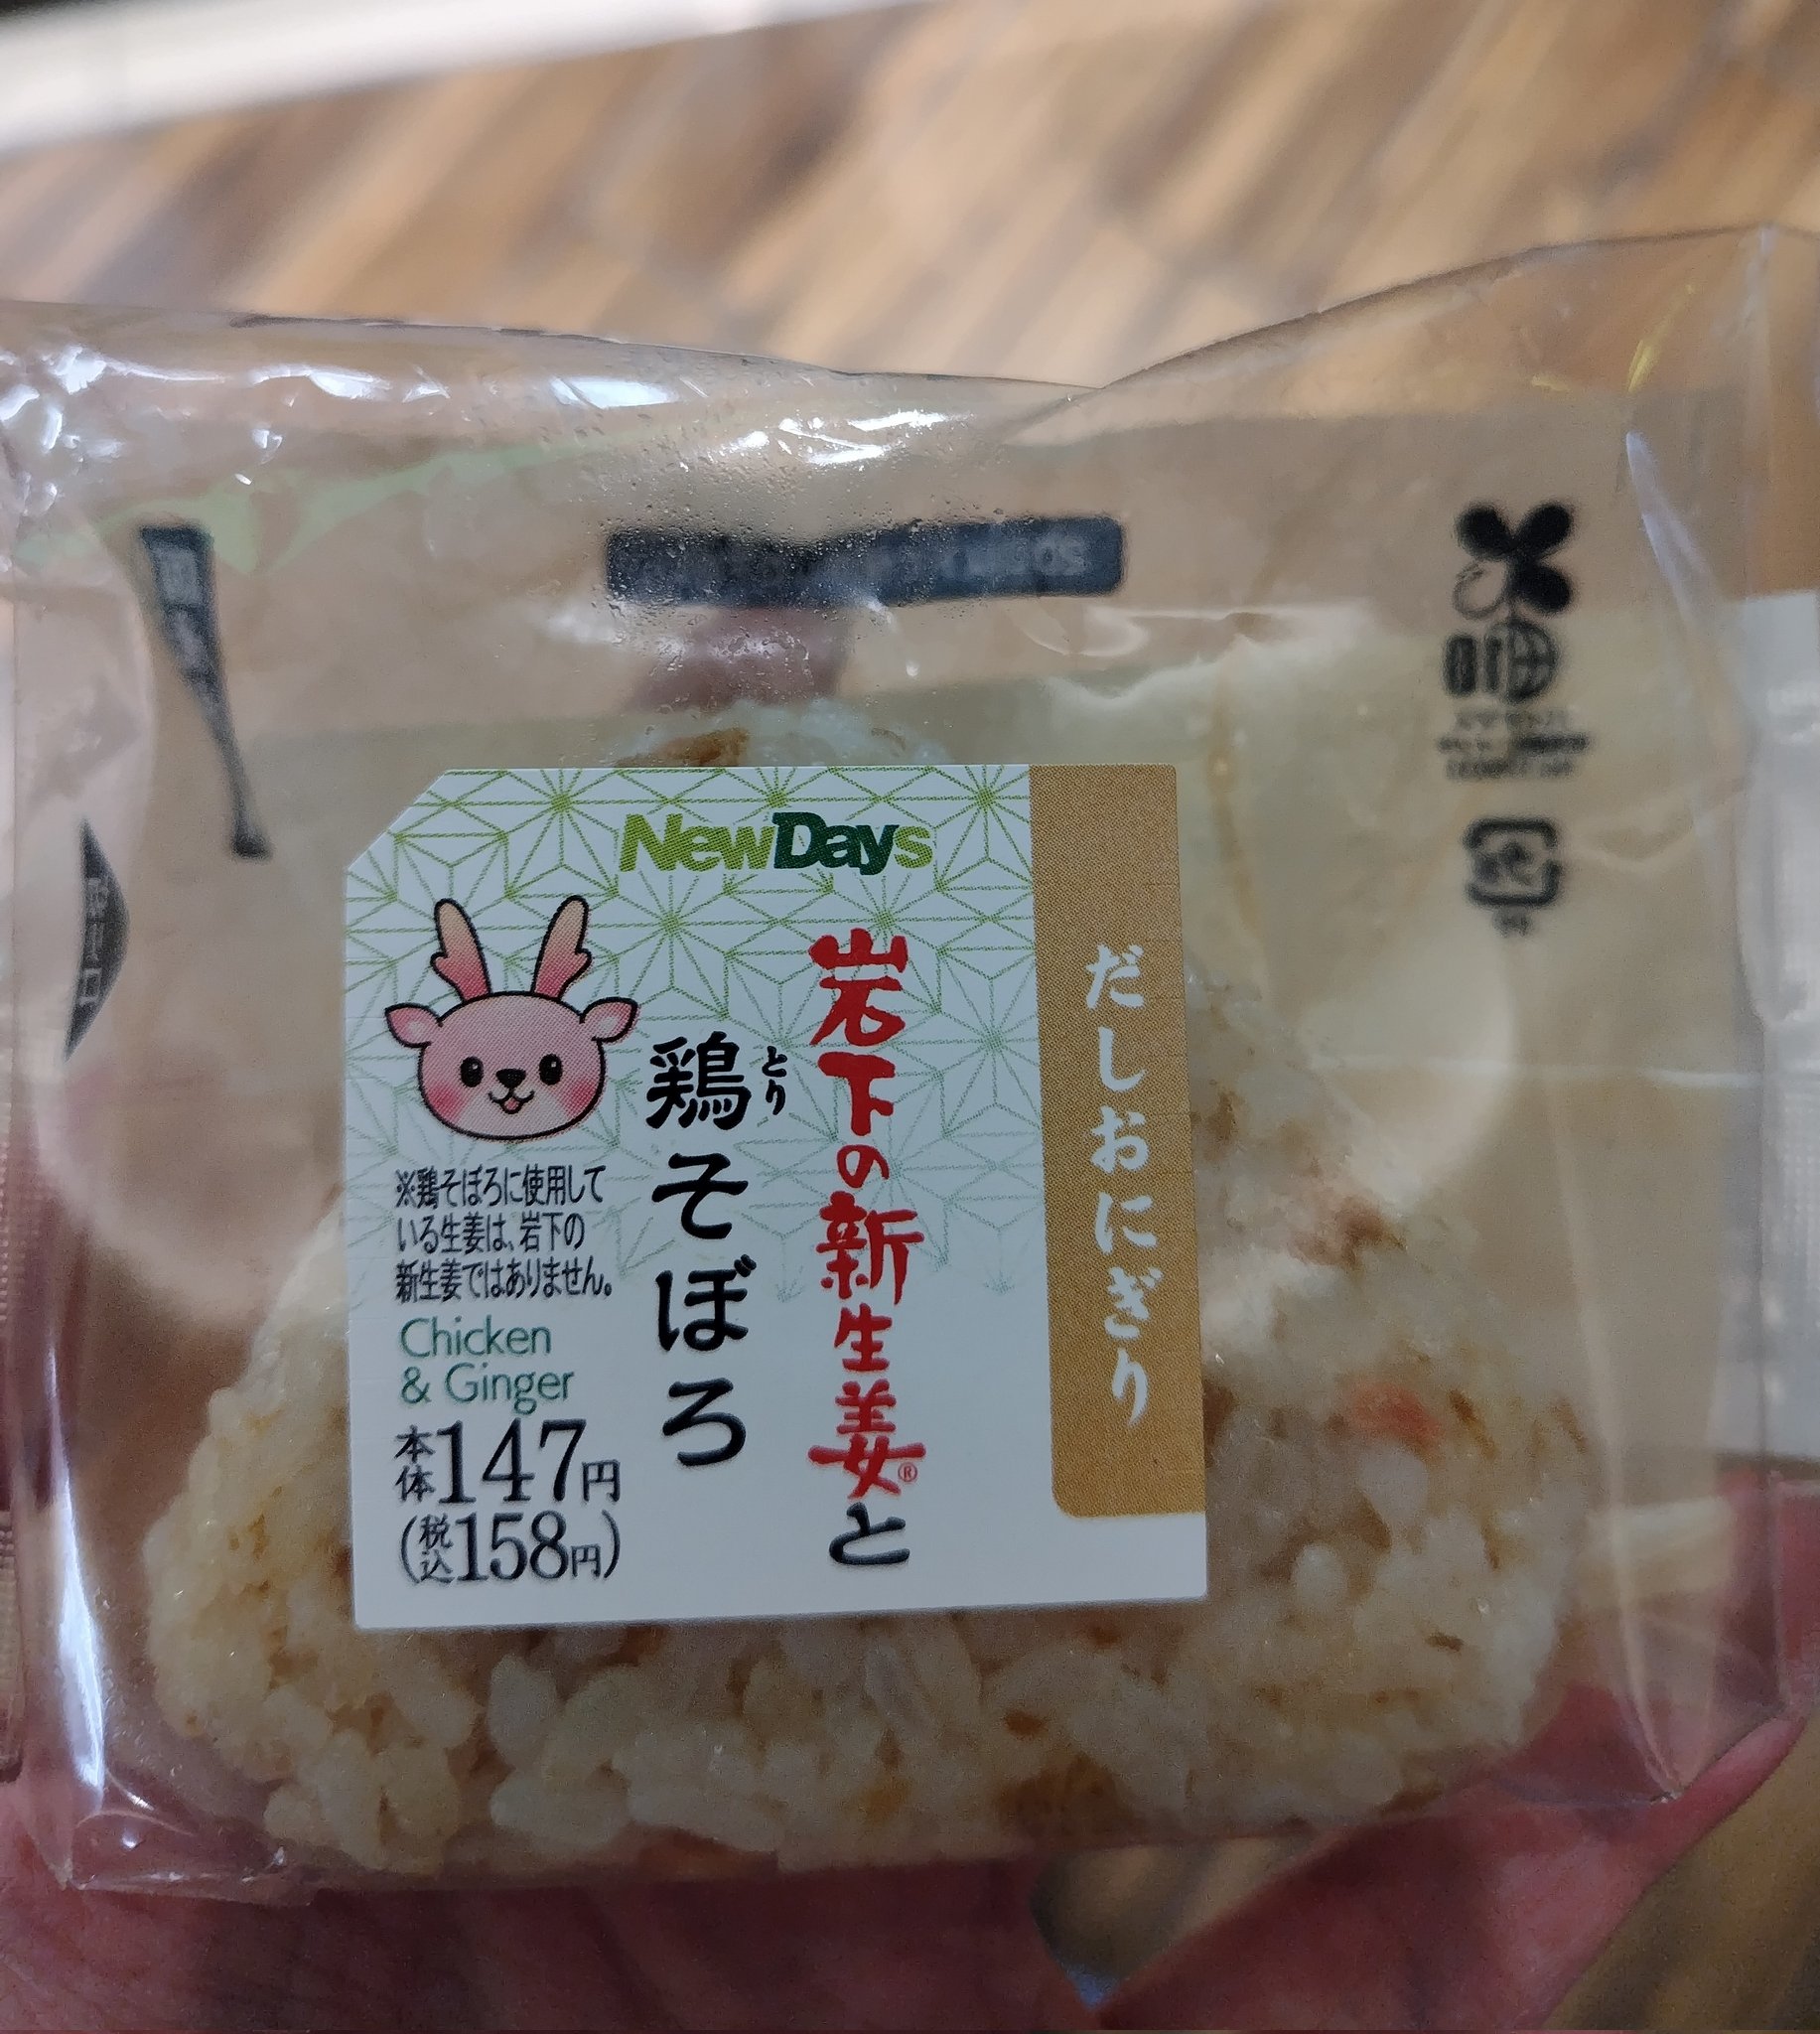 NewDays
だしおにぎり
岩下の新生姜®と
鶏そぼろ
とり
※鶏そぼろに使用して
いる生姜は、岩下の
新生姜ではありません。
Chicken
& Ginger
本体147円
(税込158円)